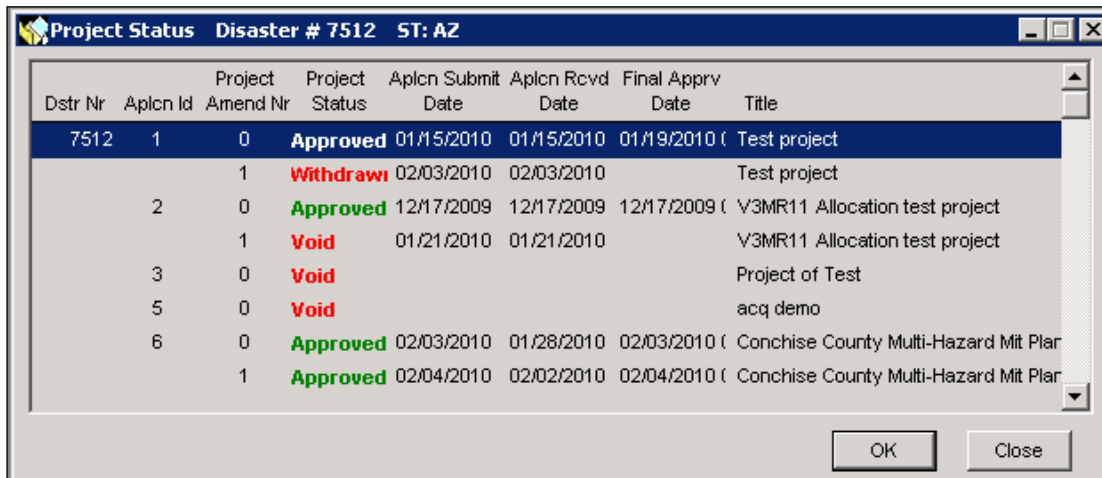 Project Status Disaster # 7512 ST: AZ
Project Project Aplcn Submit Aplcn Rcvd Final Apprv
Dstr Nr Aplcn Id Amend Nr Status Date Date Date Title
7512 1 0 Approved 01/15/2010 01/15/2010 01/19/2010 ( Test project
1 Withdrawn 02/03/2010 02/03/2010 Test project
2 0 Approved 12/17/2009 12/17/2009 12/17/2009 ( V3MR11 Allocation test project
1 Void 01/21/2010 01/21/2010 V3MR11 Allocation test project
3 0 Void Project of Test
5 0 Void acq demo
6 0 Approved 02/03/2010 01/28/2010 02/03/2010 ( Conchise County Multi-Hazard Mit Plan
1 Approved 02/04/2010 02/02/2010 02/04/2010 ( Conchise County Multi-Hazard Mit Plan
OK Close